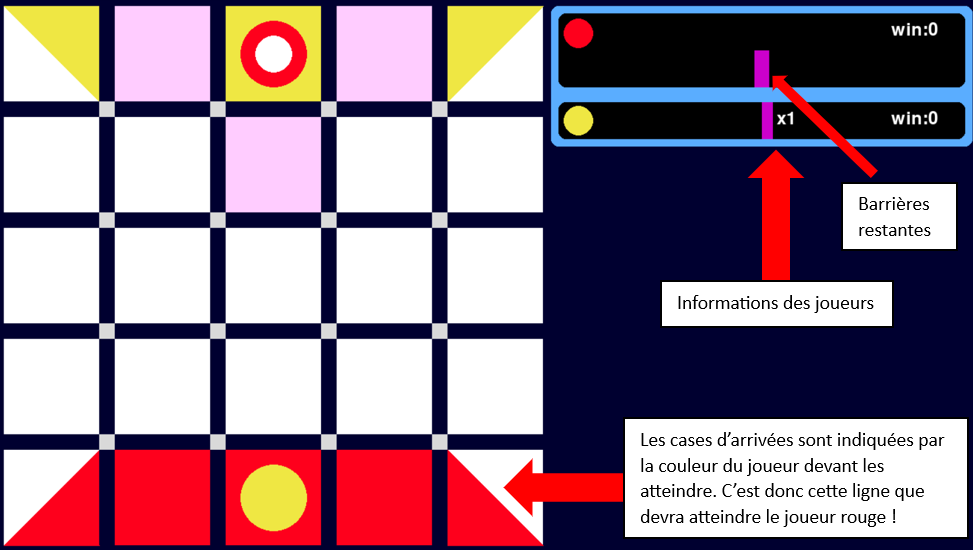 win:0
x1
win:0
Barrières
restantes
Informations des joueurs
Les cases d’arrivées sont indiquées par
la couleur du joueur devant les
atteindre. C’est donc cette ligne que
devra atteindre le joueur rouge !